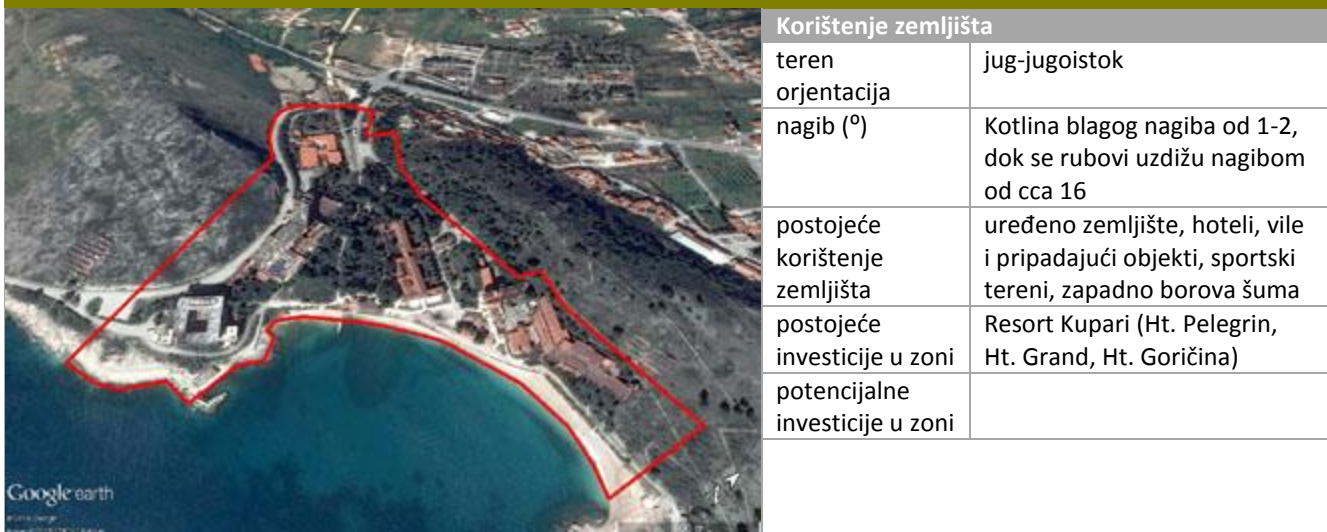 Korištenje zemljišta
teren
orjentacija
jug-jugoistok
nagib (⁰)
Kotlina blagog nagiba od 1-2,
dok se rubovi uzdižu nagibom
od cca 16
postojeće
korištenje
zemljišta
uređeno zemljište, hoteli, vile
i pripadajući objekti, sportski
tereni, zapadno borova šuma
postojeće
investicije u zoni
Resort Kupari (Ht. Pelegrin,
Ht. Grand, Ht. Goričina)
potencijalne
investicije u zoni
Google earth